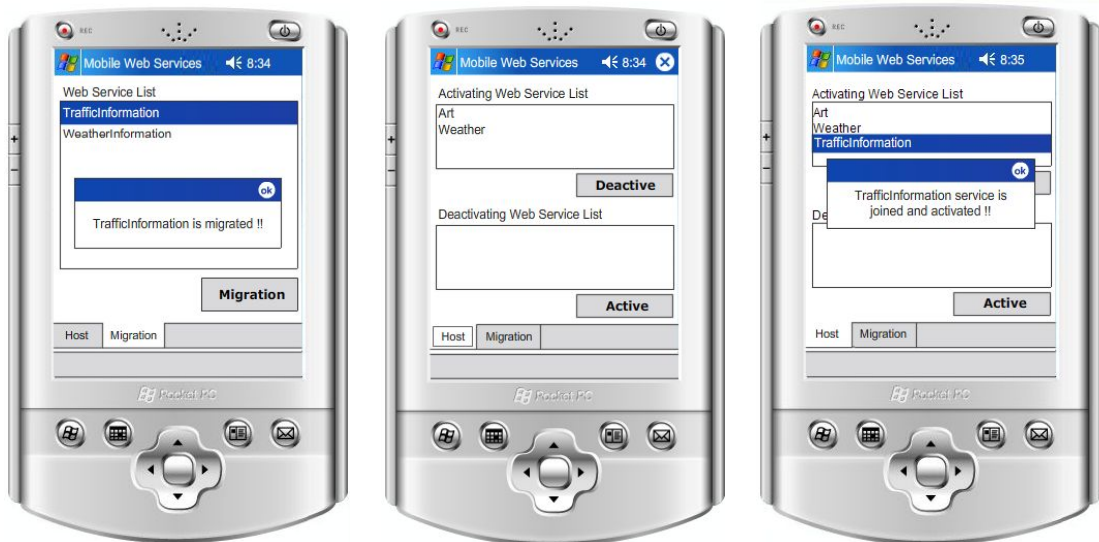 REC
Mobile Web Services 8:34
Web Service List
TrafficInformation
WeatherInformation
ok
TrafficInformation is migrated !!
Migration
Host Migration
Pocket PC
REC
Mobile Web Services 8:34
Activating Web Service List
Art
Weather
Deactive
Deactivating Web Service List
Active
Host Migration
Pocket PC
REC
Mobile Web Services 8:35
Activating Web Service List
Art
Weather
TrafficInformation
ok
TrafficInformation service is
joined and activated !!
De
Active
Host Migration
Pocket PC